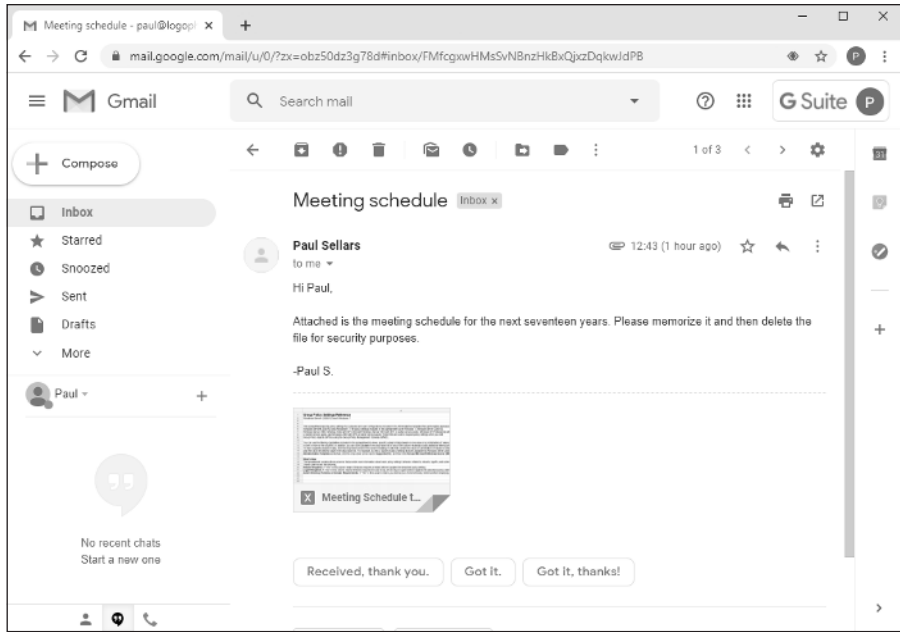 Meeting schedule - paul@logopl
mail.google.com/mail/u/0/?zx=obz50dz3g78d#inbox/FMfcgxwHMsSvNBnzHkBxQjxzDqkwJdPB
P
Gmail
Search mail
G Suite
P
Compose
1 of 3
31
Meeting schedule
Inbox x
Inbox
Starred
Snoozed
Sent
Drafts
More
Paul
Paul Sellars
12:43 (1 hour ago)
to me
Hi Paul,
Attached is the meeting schedule for the next seventeen years. Please memorize it and then delete the
file for security purposes.
-Paul S.
X Meeting Schedule t...
No recent chats
Start a new one
Received, thank you.
Got it.
Got it, thanks!